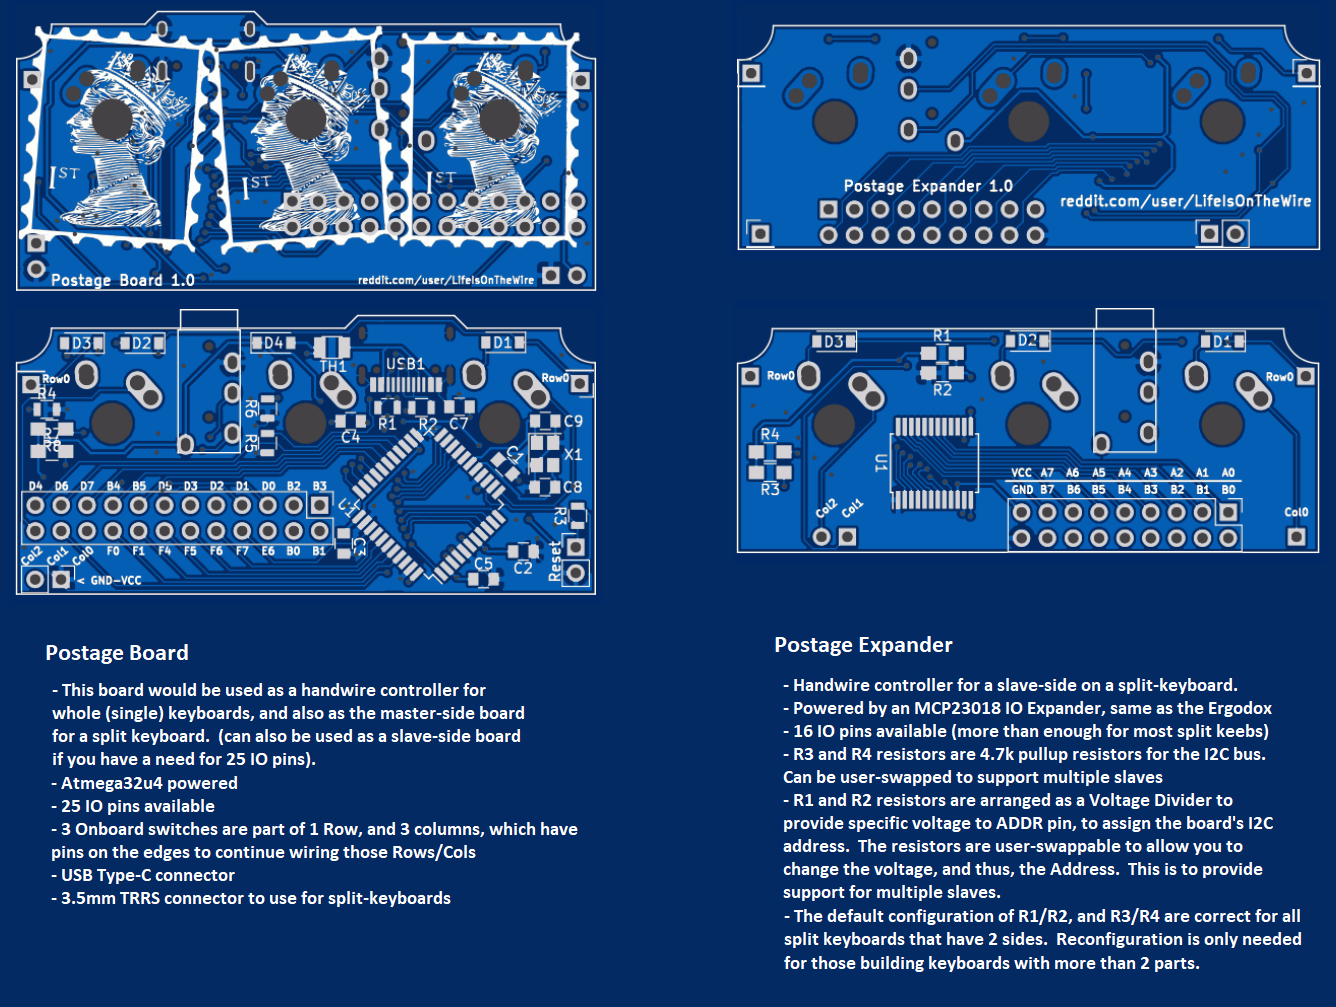 1ST
1ST
1ST
Postage Board 1.0
reddit.com/user/LifeIsOnTheWire
Postage Expander 1.0
reddit.com/user/LifeIsOnTheWire
D3
D2
D4
D1
TH1
USB1
Row0
Row0
R4
R6
R5
C4
R1
R2
C7
C9
X1
C8
R3
D4 D6 D7 B4 B5 D5 D3 D2 D1 D0 B2 B3
U1
C3
Col2 Col1 Col0 F0 F1 F4 F5 F6 F7 E6 B0 B1
C5
C2
Reset
< GND-VCC
D3
R1
D2
D1
Row0
Row0
R2
R4
R3
U1
VCC A7 A6 A5 A4 A3 A2 A1 A0
GND B7 B6 B5 B4 B3 B2 B1 B0
Col2 Col1
Col0
Postage Board
- This board would be used as a handwire controller for
whole (single) keyboards, and also as the master-side board
for a split keyboard.  (can also be used as a slave-side board
if you have a need for 25 IO pins).
- Atmega32u4 powered
- 25 IO pins available
- 3 Onboard switches are part of 1 Row, and 3 columns, which have
pins on the edges to continue wiring those Rows/Cols
- USB Type-C connector
- 3.5mm TRRS connector to use for split-keyboards
Postage Expander
- Handwire controller for a slave-side on a split-keyboard.
- Powered by an MCP23018 IO Expander, same as the Ergodox
- 16 IO pins available (more than enough for most split keebs)
- R3 and R4 resistors are 4.7k pullup resistors for the I2C bus.
Can be user-swapped to support multiple slaves
- R1 and R2 resistors are arranged as a Voltage Divider to
provide specific voltage to ADDR pin, to assign the board's I2C
address.  The resistors are user-swappable to allow you to
change the voltage, and thus, the Address.  This is to provide
support for multiple slaves.
- The default configuration of R1/R2, and R3/R4 are correct for all
split keyboards that have 2 sides.  Reconfiguration is only needed
for those building keyboards with more than 2 parts.